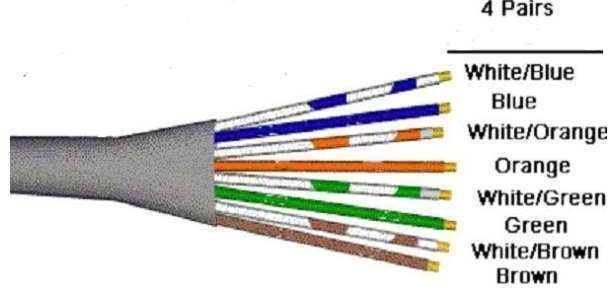 4 Pairs
White/Blue
Blue
White/Orange
Orange
White/Green
Green
White/Brown
Brown